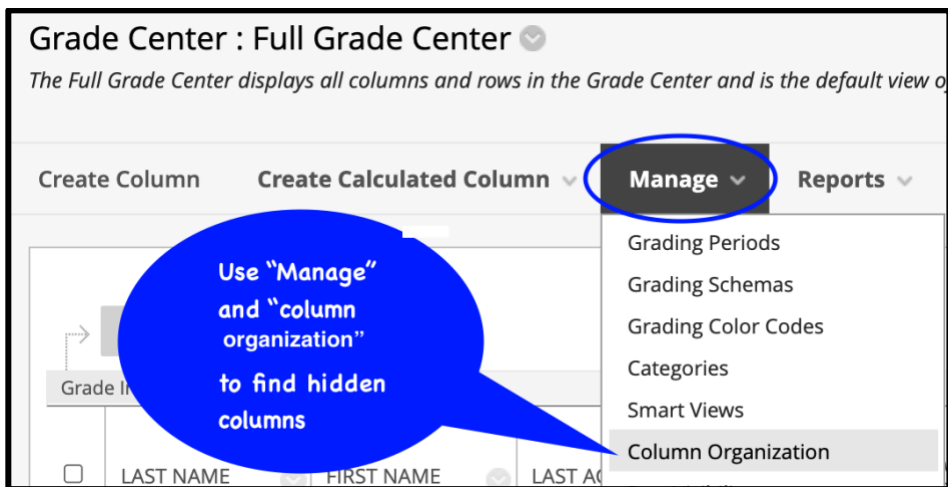 Grade Center : Full Grade Center
The Full Grade Center displays all columns and rows in the Grade Center and is the default view
Create Column Create Calculated Column Manage Reports
Grading Periods
Grading Schemas
Grading Color Codes
Categories
Smart Views
Column Organization
Use “Manage”
and “column
organization”
to find hidden
columns
Grade
LAST NAME FIRST NAME LAST